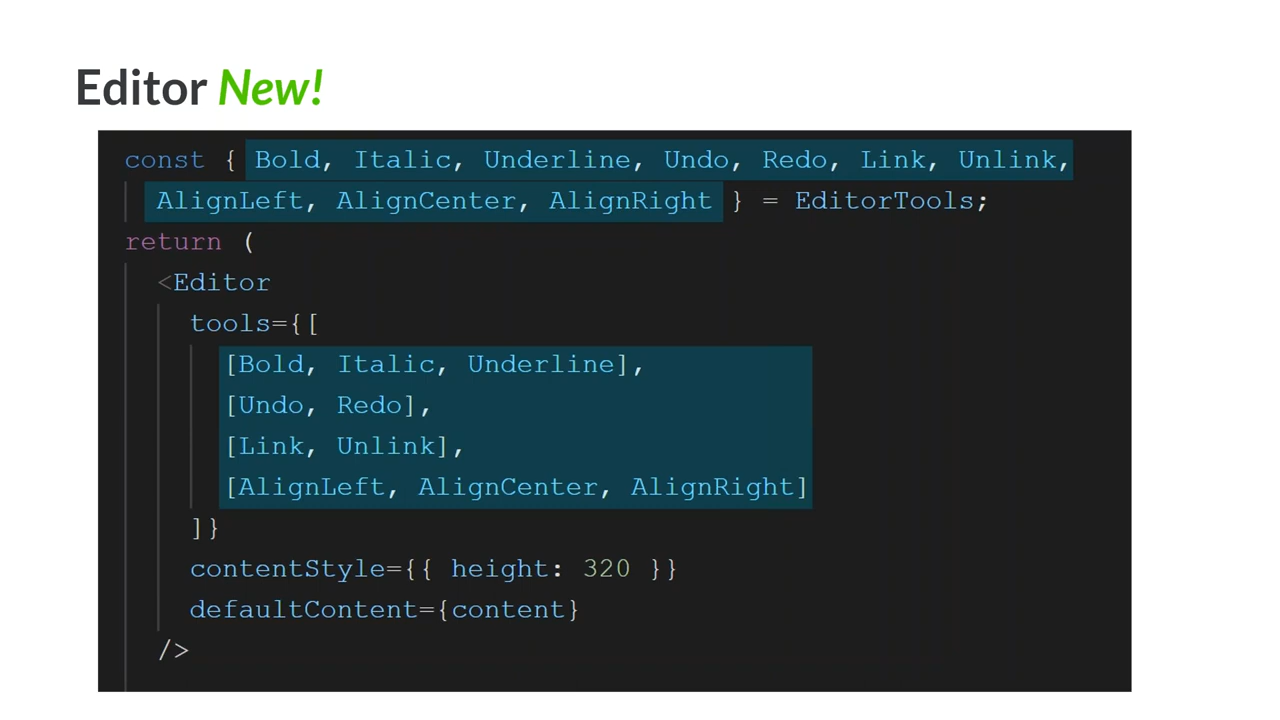 Editor New!
const { Bold, Italic, Underline, Undo, Redo, Link, Unlink,
AlignLeft, AlignCenter, AlignRight } = EditorTools;
return (
<Editor
tools={[
[Bold, Italic, Underline],
[Undo, Redo],
[Link, Unlink],
[AlignLeft, AlignCenter, AlignRight]
]}
contentStyle={{ height: 320 }}
defaultContent={content}
/>